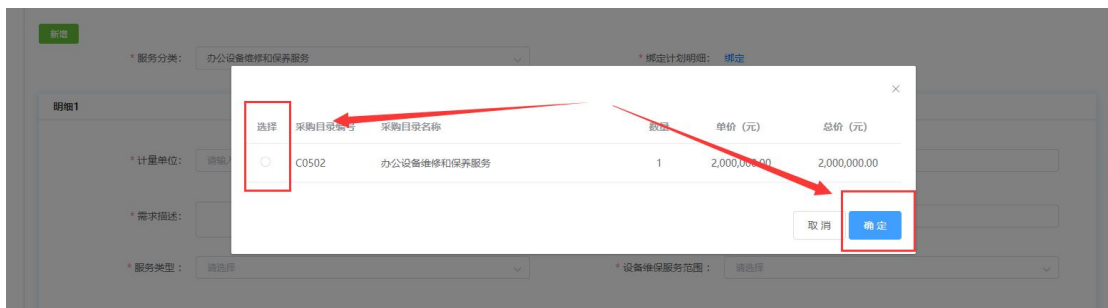 新增
* 服务分类： 办公设备维修和保养服务 * 绑定计划明细： 绑定
明细1
选择 采购目录编号 采购目录名称 数量 单价（元） 总价（元）
* 计量单位： 请输入
C0502 办公设备维修和保养服务 1 2,000,000.00 2,000,000.00
* 需求描述：
取消 确定
* 服务类型： 请选择 * 设备维保服务范围： 请选择